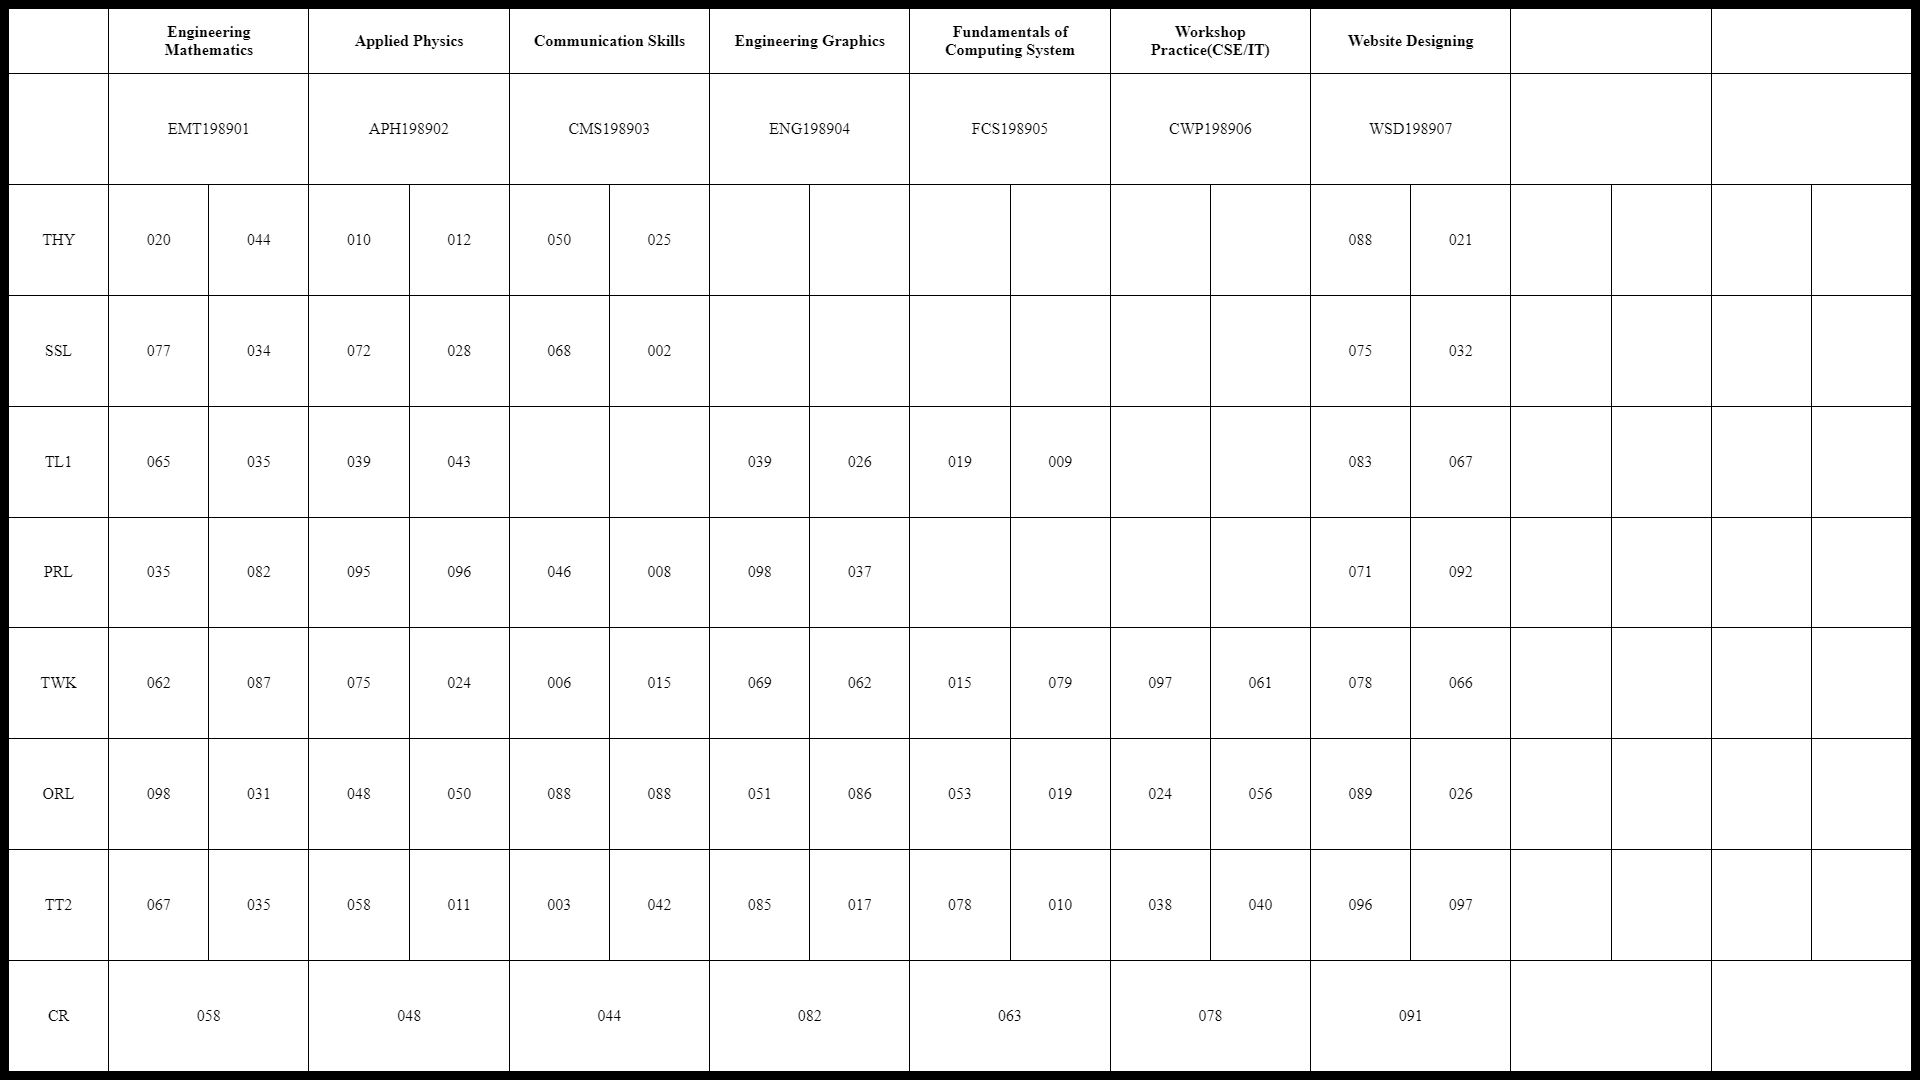 Engineering Mathematics Applied Physics Communication Skills Engineering Graphics Fundamentals of Computing System Workshop Practice(CSE/IT) Website Designing
EMT198901 APH198902 CMS198903 ENG198904 FCS198905 CWP198906 WSD198907
THY 020 044 010 012 050 025 088 021
SSL 077 034 072 028 068 002 075 032
TL1 065 035 039 043 039 026 019 009 083 067
PRL 035 082 095 096 046 008 098 037 071 092
TWK 062 087 075 024 006 015 069 062 015 079 097 061 078 066
ORL 098 031 048 050 088 088 051 086 053 019 024 056 089 026
TT2 067 035 058 011 003 042 085 017 078 010 038 040 096 097
CR 058 048 044 082 063 078 091